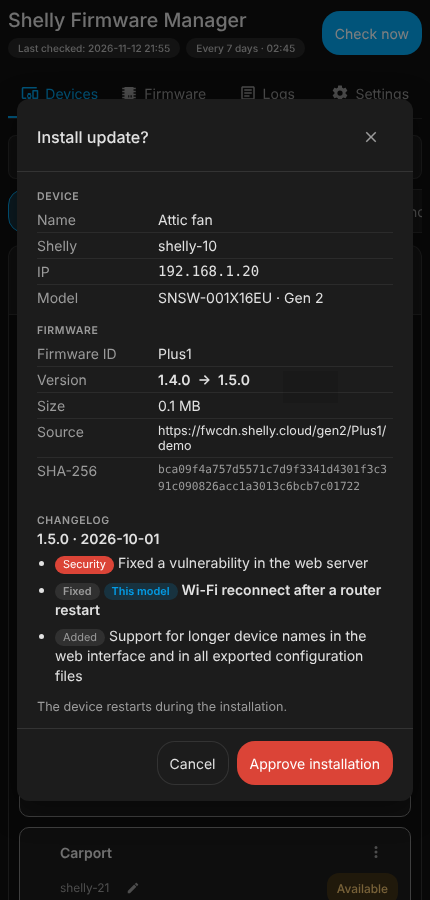 Shelly Firmware Manager
Last checked: 2026-11-12 21:55
Every 7 days · 02:45
Check now
Devices
Firmware
Logs
Settings
Install update?
DEVICE
Name Attic fan
Shelly shelly-10
IP 192.168.1.20
Model SNSW-001X16EU · Gen 2
FIRMWARE
Firmware ID Plus1
Version 1.4.0 → 1.5.0
Size 0.1 MB
Source https://fwcdn.shelly.cloud/gen2/Plus1/
demo
SHA-256 bca09f4a757d5571c7d9f3341d4301f3c3
91c090826acc1a3013c6bcb7c01722
CHANGELOG
1.5.0 · 2026-10-01
• Security Fixed a vulnerability in the web server
• Fixed This model Wi-Fi reconnect after a router
restart
• Added Support for longer device names in the
web interface and in all exported configuration
files
The device restarts during the installation.
Cancel
Approve installation
Carport
shelly-21
Available